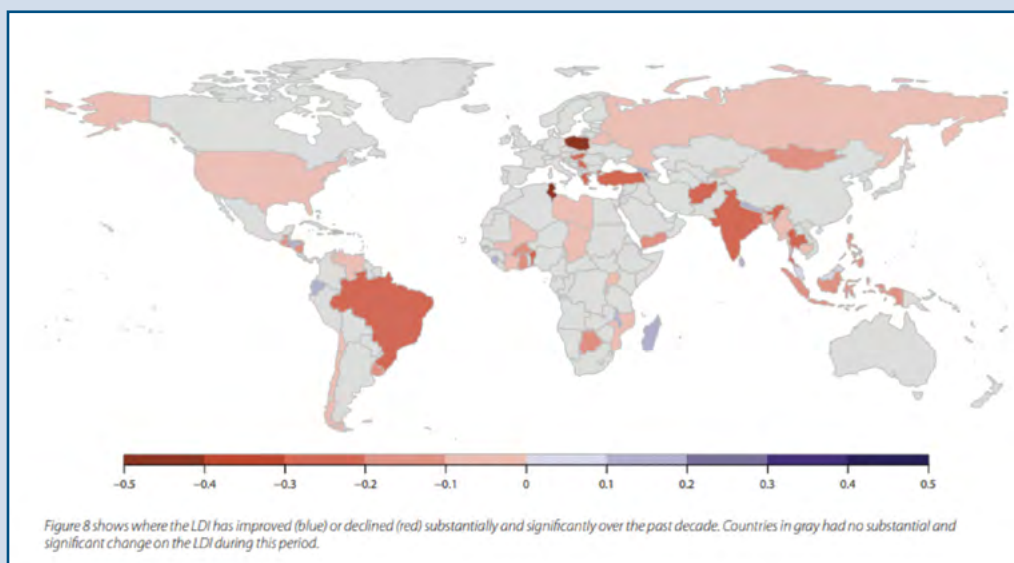 −0.5 −0.4 −0.3 −0.2 −0.1 0 0.1 0.2 0.3 0.4 0.5
Figure 8 shows where the LDI has improved (blue) or declined (red) substantially and significantly over the past decade. Countries in gray had no substantial and
significant change on the LDI during this period.